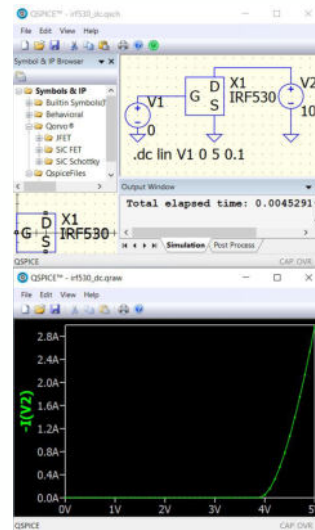 QSPICE™ - irf530_dc.qsch
File Edit View Help
Symbol & IP Browser
Symbols & IP
Builtin Symbols(
Behavioral
Qorvo®
JFET
SiC FET
SiC Schottky
QspiceFiles
G D S X1 IRF530
V1
0
G D S
X1
IRF530
V2
10
.dc lin V1 0 5 0.1
Output Window
Total elapsed time: 0.0045291
Simulation Post Process
QSPICE CAP OVR
QSPICE™ - irf530_dc.qraw
File Edit View Help
-I(V2)
2.8A
2.4A
2.0A
1.6A
1.2A
0.8A
0.4A
0.0A
0V 1V 2V 3V 4V 5
QSPICE CAP OVR